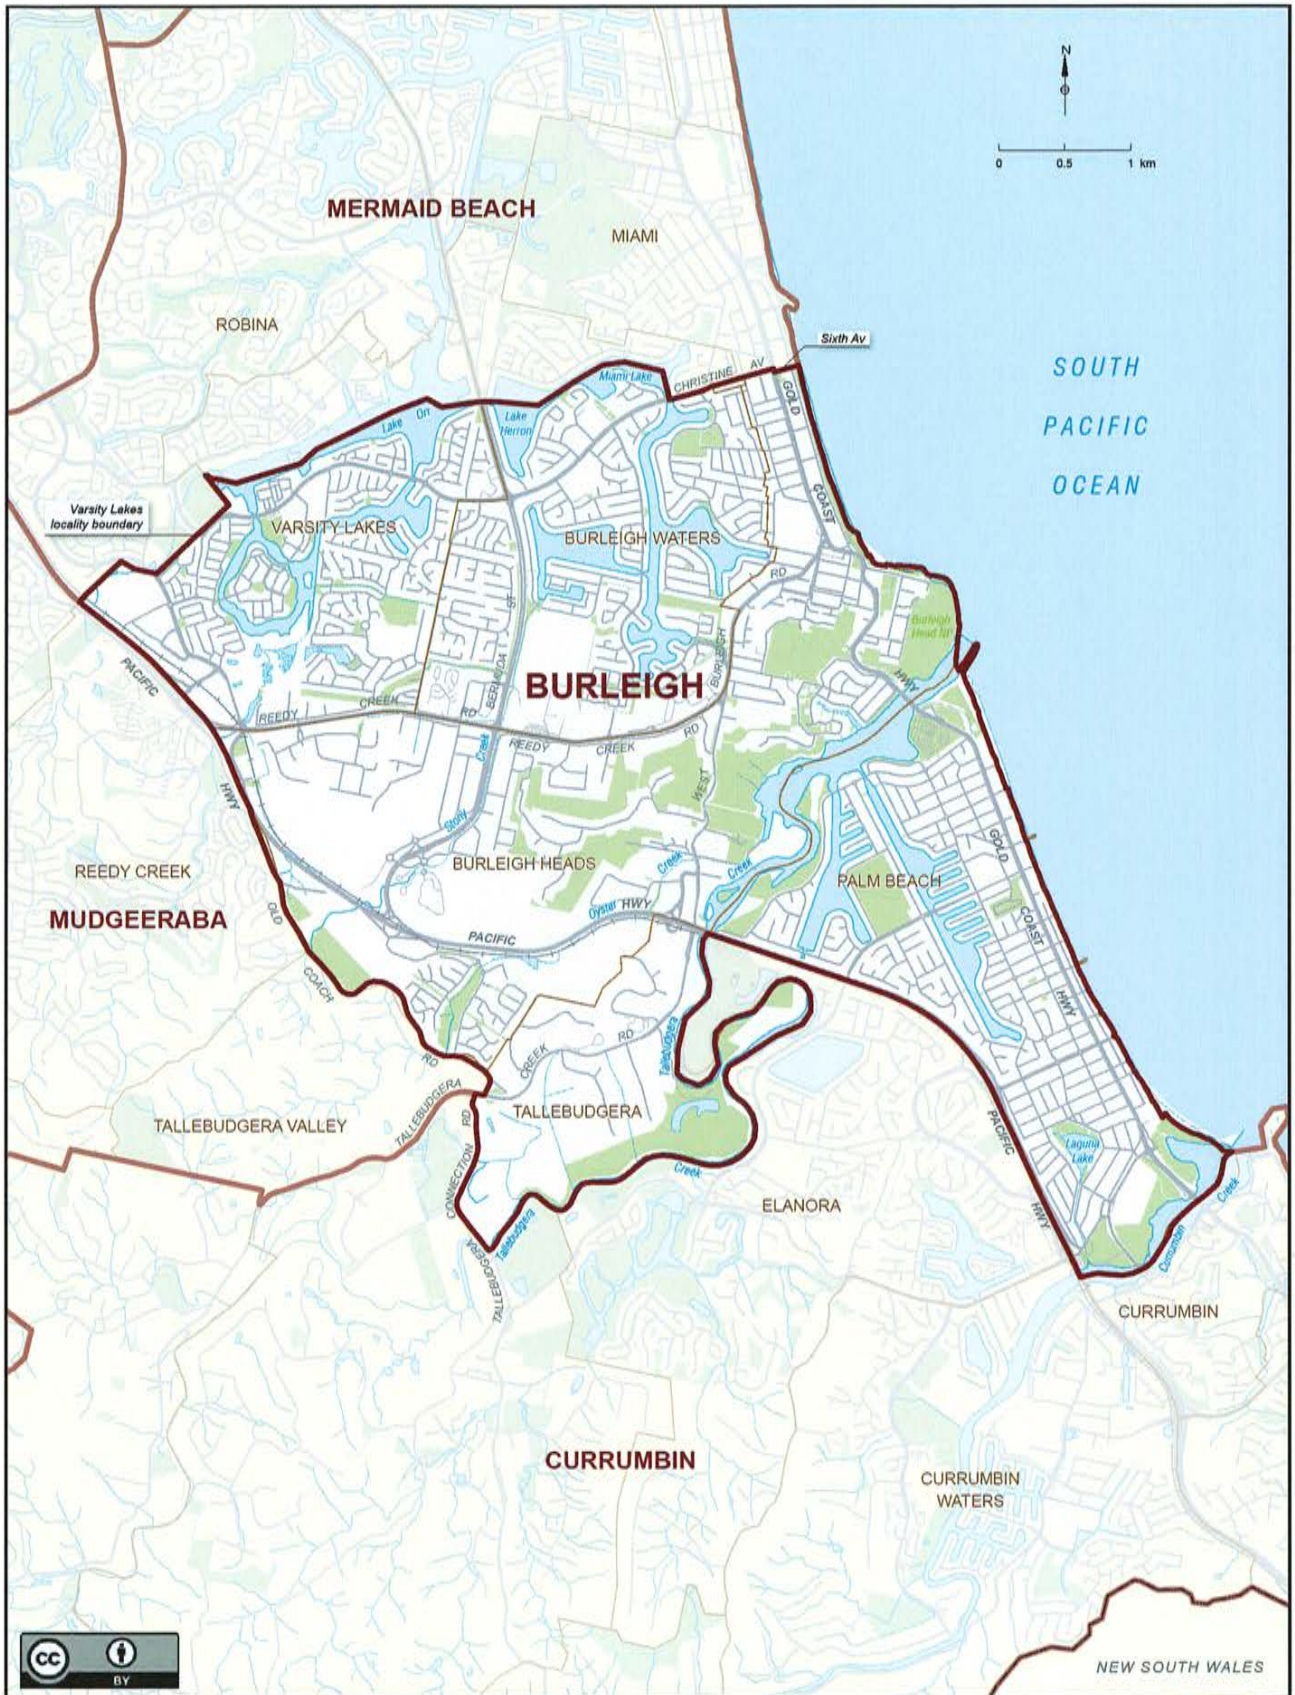 N
0 0.5 1 km
MERMAID BEACH
MIAMI
ROBINA
Sixth Av
SOUTH
PACIFIC
OCEAN
CHRISTINE AV
Miami Lake
GOLD
Lake Orr
Lake
Herron
Varsity Lakes
locality boundary
VARSITY LAKES
COAST
BURLEIGH WATERS
RD
ST
Burleigh
Head NP
BURLEIGH
PACIFIC
BERMUDA
BURLEIGH
HWY
REEDY
CREEK
RD
REEDY
CREEK
RD
Creek
HWY
WEST
Stony
GOLD
REEDY CREEK
BURLEIGH HEADS
Creek
Creek
PALM BEACH
MUDGEERABA
OLD
Oyster
HWY
COAST
PACIFIC
COACH
HWY
Tallebudgera
RD
RD
CREEK
TALLEBUDGERA
TALLEBUDGERA
TALLEBUDGERA VALLEY
RD
PACIFIC
Laguna
Lake
Creek
CONNECTION
ELANORA
HWY
Creek
Tallebudgera
Currumbin
TALLEBUDGERA
CURRUMBIN
CURRUMBIN
CURRUMBIN
WATERS
NEW SOUTH WALES
CC
BY